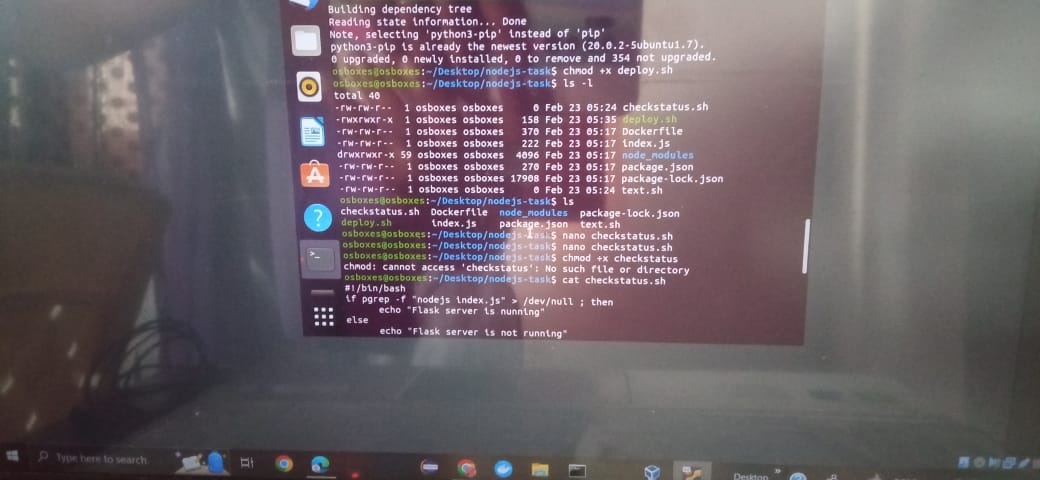 Building dependency tree
Reading state information... Done
Note, selecting 'python3-pip' instead of 'pip'
python3-pip is already the newest version (20.0.2-5ubuntu1.7).
0 upgraded, 0 newly installed, 0 to remove and 354 not upgraded.
osboxes@osboxes:~/Desktop/nodejs-task$ chmod +x deploy.sh
osboxes@osboxes:~/Desktop/nodejs-task$ ls -l
total 40
-rw-rw-r-- 1 osboxes osboxes 0 Feb 23 05:24 checkstatus.sh
-rwxrwxr-x 1 osboxes osboxes 158 Feb 23 05:35 deploy.sh
-rw-rw-r-- 1 osboxes osboxes 370 Feb 23 05:17 Dockerfile
-rw-rw-r-- 1 osboxes osboxes 222 Feb 23 05:17 index.js
drwxrwxr-x 59 osboxes osboxes 4096 Feb 23 05:17 node_modules
-rw-rw-r-- 1 osboxes osboxes 270 Feb 23 05:17 package.json
-rw-rw-r-- 1 osboxes osboxes 17908 Feb 23 05:17 package-lock.json
-rw-rw-r-- 1 osboxes osboxes 0 Feb 23 05:24 text.sh
osboxes@osboxes:~/Desktop/nodejs-task$ ls
checkstatus.sh Dockerfile node_modules package-lock.json
deploy.sh index.js package.json text.sh
osboxes@osboxes:~/Desktop/nodejs-task$ nano checkstatus.sh
osboxes@osboxes:~/Desktop/nodejs-task$ nano checkstatus.sh
osboxes@osboxes:~/Desktop/nodejs-task$ chmod +x checkstatus
chmod: cannot access 'checkstatus': No such file or directory
osboxes@osboxes:~/Desktop/nodejs-task$ cat checkstatus.sh
#!/bin/bash
if pgrep -f "nodejs index.js" > /dev/null ; then
echo "Flask server is nunning"
else
echo "Flask server is not running"
Type here to search
Desktop